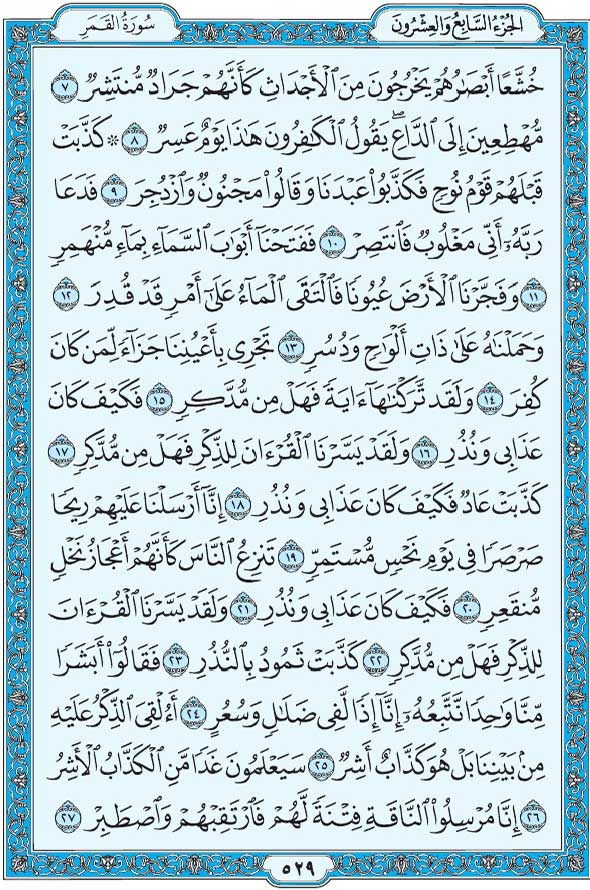 الجزء السابع والعشرون
سورة القمر
خُشَّعًا أَبْصَٰرُهُمْ يَخْرُجُونَ مِنَ ٱلْأَجْدَاثِ كَأَنَّهُمْ جَرَادٌ مُّنتَشِرٌ ٧
مُّهْطِعِينَ إِلَى ٱلدَّاعِ ۖ يَقُولُ ٱلْكَٰفِرُونَ هَٰذَا يَوْمٌ عَسِرٌ ٨ ۞ كَذَّبَتْ
قَبْلَهُمْ قَوْمُ نُوحٍ فَكَذَّبُوا۟ عَبْدَنَا وَقَالُوا۟ مَجْنُونٌ وَٱزْدُجِرَ ٩ فَدَعَا
رَبَّهُۥٓ أَنِّى مَغْلُوبٌ فَٱنتَصِرْ ١٠ فَفَتَحْنَآ أَبْوَٰبَ ٱلسَّمَآءِ بِمَآءٍ مُّنْهَمِرٍ
١١ وَفَجَّرْنَا ٱلْأَرْضَ عُيُونًا فَٱلْتَقَى ٱلْمَآءُ عَلَىٰٓ أَمْرٍ قَدْ قُدِرَ ١٢
وَحَمَلْنَٰهُ عَلَىٰ ذَاتِ أَلْوَٰحٍ وَدُسُرٍ ١٣ تَجْرِى بِأَعْيُنِنَا جَزَآءً لِّمَن كَانَ
كُفِرَ ١٤ وَلَقَد تَّرَكْنَٰهَآ ءَايَةً فَهَلْ مِن مُّدَّكِرٍ ١٥ فَكَيْفَ كَانَ
عَذَابِى وَنُذُرِ ١٦ وَلَقَدْ يَسَّرْنَا ٱلْقُرْءَانَ لِلذِّكْرِ فَهَلْ مِن مُّدَّكِرٍ ١٧
كَذَّبَتْ عَادٌ فَكَيْفَ كَانَ عَذَابِى وَنُذُرِ ١٨ إِنَّآ أَرْسَلْنَا عَلَيْهِمْ رِيحًا
صَرْصَرًا فِى يَوْمِ نَحْسٍ مُّسْتَمِرٍّ ١٩ تَنزِعُ ٱلنَّاسَ كَأَنَّهُمْ أَعْجَازُ نَخْلٍ
مُّنقَعِرٍ ٢٠ فَكَيْفَ كَانَ عَذَابِى وَنُذُرِ ٢١ وَلَقَدْ يَسَّرْنَا ٱلْقُرْءَانَ
لِلذِّكْرِ فَهَلْ مِن مُّدَّكِرٍ ٢٢ كَذَّبَتْ ثَمُودُ بِٱلنُّذُرِ ٢٣ فَقَالُوٓا۟ أَبَشَرًا
مِّنَّا وَٰحِدًا نَّتَّبِعُهُۥٓ إِنَّآ إِذًا لَّفِى ضَلَٰلٍ وَسُعُرٍ ٢٤ أَءُلْقِىَ ٱلذِّكْرُ عَلَيْهِ
مِنۢ بَيْنِنَا بَلْ هُوَ كَذَّابٌ أَشِرٌ ٢٥ سَيَعْلَمُونَ غَدًا مَّنِ ٱلْكَذَّابُ ٱلْأَشِرُ
٢٦ إِنَّا مُرْسِلُوا۟ ٱلنَّاقَةِ فِتْنَةً لَّهُمْ فَٱرْتَقِبْهُمْ وَٱصْطَبِرْ ٢٧
٥٢٩